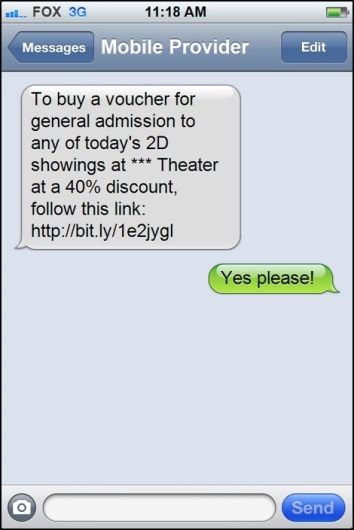 FOX 3G 11:18 AM
Messages Mobile Provider Edit
To buy a voucher for
general admission to
any of today's 2D
showings at *** Theater
at a 40% discount,
follow this link:
http://bit.ly/1e2jygl
Yes please!
Send